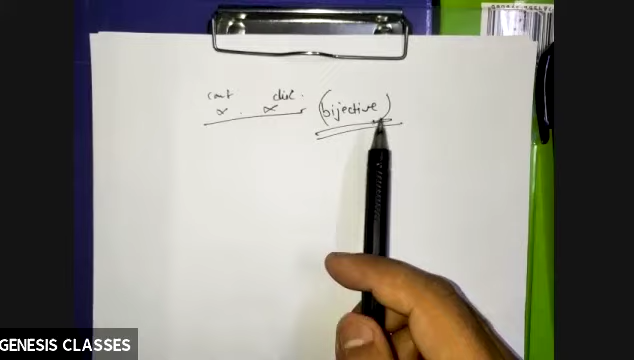 cont disc.
∝ . ∝ (bijective)
GENESIS CLASSES